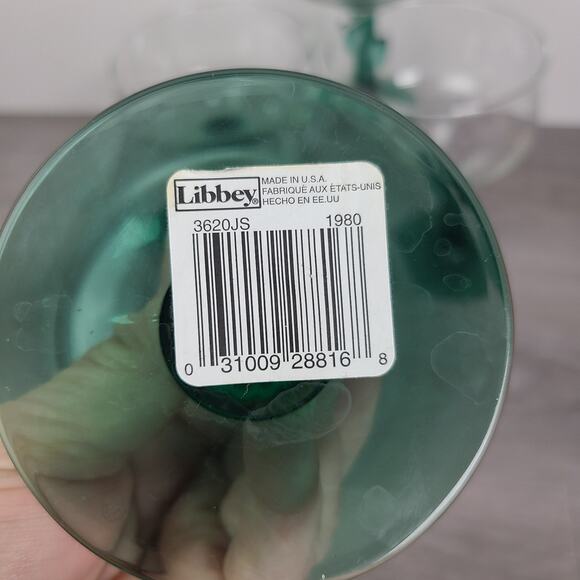 Libbey®
MADE IN U.S.A.
FABRIQUÉ AUX ÉTATS-UNIS
HECHO EN EE.UU
3620JS 1980
0 31009 28816 8